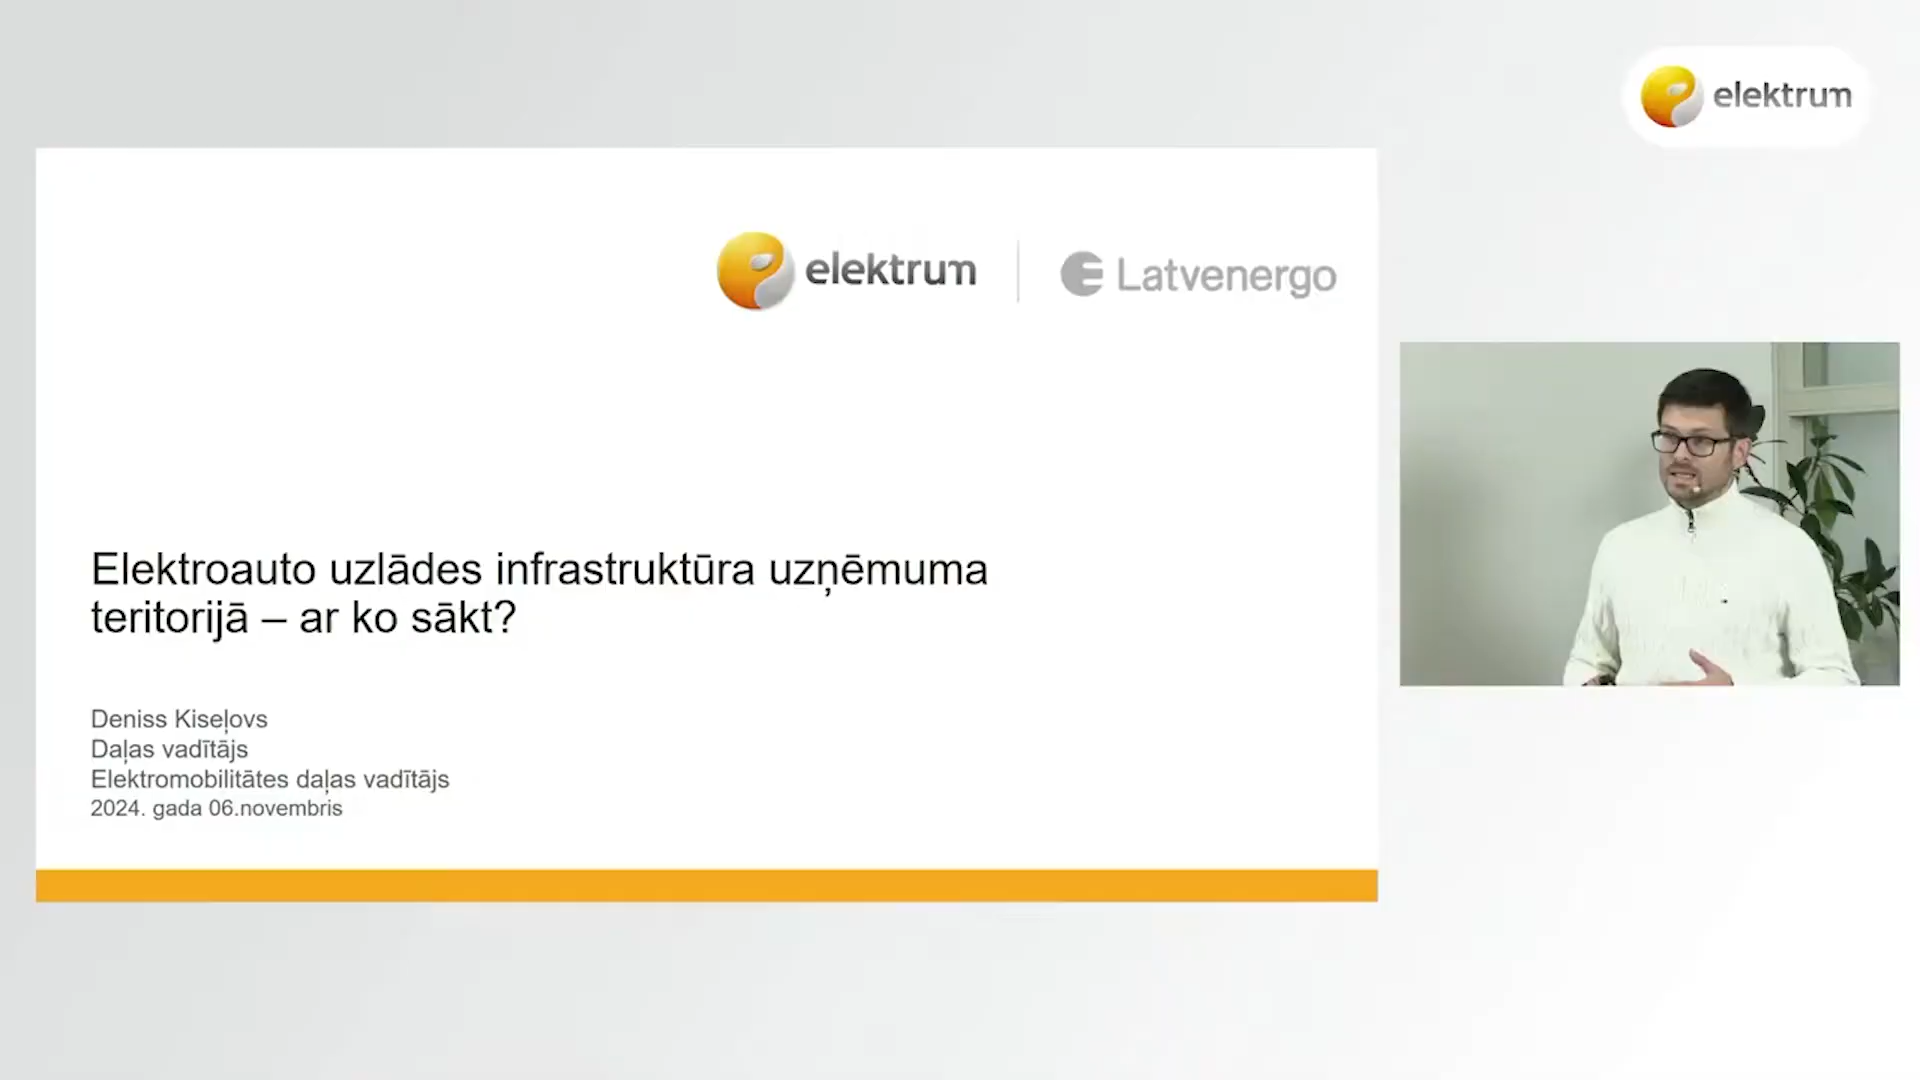 elektrum
elektrum
Latvenergo
Elektroauto uzlādes infrastruktūra uzņēmuma
teritorijā – ar ko sākt?
Deniss Kiseļovs
Daļas vadītājs
Elektromobilitātes daļas vadītājs
2024. gada 06.novembris